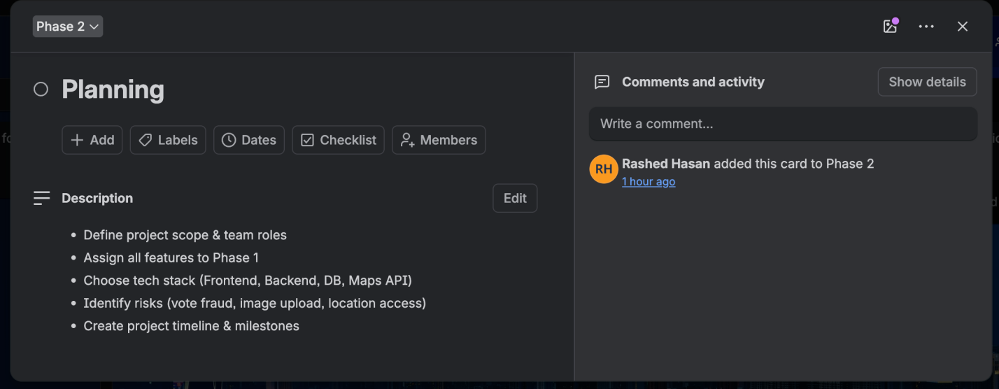 Phase 2
Planning
Add
Labels
Dates
Checklist
Members
Description
Edit
Define project scope & team roles
Assign all features to Phase 1
Choose tech stack (Frontend, Backend, DB, Maps API)
Identify risks (vote fraud, image upload, location access)
Create project timeline & milestones
Comments and activity
Show details
Write a comment...
RH
Rashed Hasan added this card to Phase 2
1 hour ago